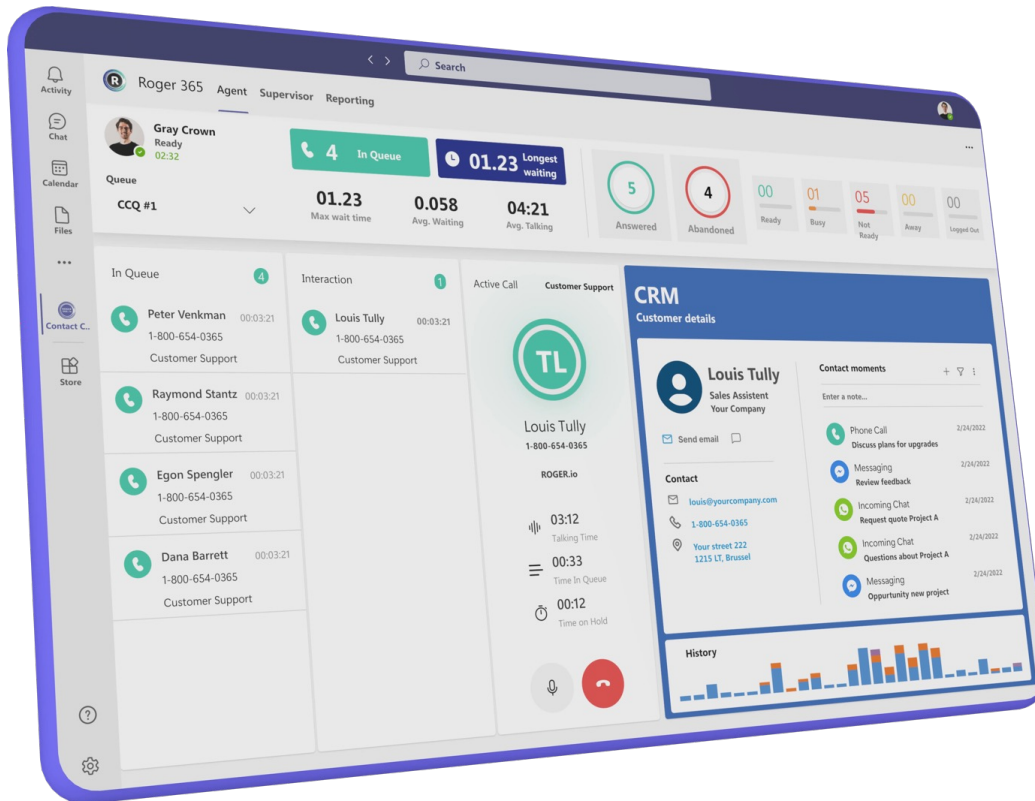 Search
Activity
Chat
Calendar
Files
Contact C..
Store
R
Roger 365
Agent
Supervisor
Reporting
Gray Crown
Ready
02:32
Queue
CCQ #1
4 In Queue
01.23 Longest
waiting
01.23
Max wait time
0.058
Avg. Waiting
04:21
Avg. Talking
5
Answered
4
Abandoned
00
Ready
01
Busy
05
Not
Ready
00
Away
00
Logged Out
In Queue 4
Peter Venkman 00:03:21
1-800-654-0365
Customer Support
Raymond Stantz 00:03:21
1-800-654-0365
Customer Support
Egon Spengler 00:03:21
1-800-654-0365
Customer Support
Dana Barrett 00:03:21
1-800-654-0365
Customer Support
Interaction 1
Louis Tully 00:03:21
1-800-654-0365
Customer Support
Active Call Customer Support
TL
Louis Tully
1-800-654-0365
ROGER.io
03:12
Talking Time
00:33
Time In Queue
00:12
Time on Hold
CRM
Customer details
Louis Tully
Sales Assistent
Your Company
Send email
Contact
louis@yourcompany.com
1-800-654-0365
Your street 222
1215 LT, Brussel
Contact moments
Enter a note...
Phone Call 2/24/2022
Discuss plans for upgrades
Messaging 2/24/2022
Review feedback
Incoming Chat 2/24/2022
Request quote Project A
Incoming Chat 2/24/2022
Questions about Project A
Messaging 2/24/2022
Oppurtunity new project
History